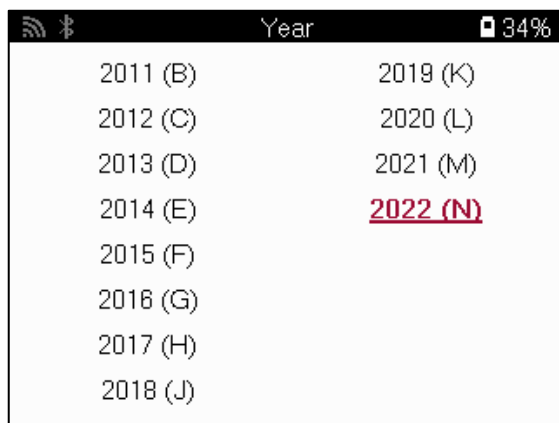 Year 34%
2011 (B)
2012 (C)
2013 (D)
2014 (E)
2015 (F)
2016 (G)
2017 (H)
2018 (J)
2019 (K)
2020 (L)
2021 (M)
2022 (N)